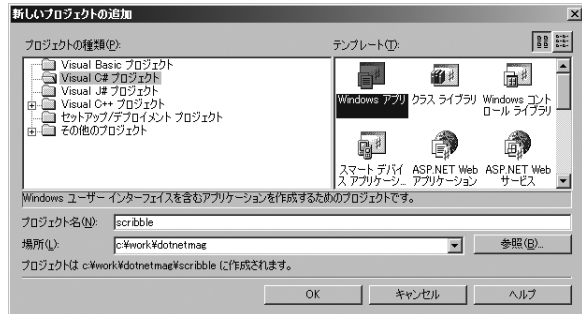 新しいプロジェクトの追加
プロジェクトの種類(P):
テンプレート(T):
Visual Basic プロジェクト
Visual C# プロジェクト
Visual J# プロジェクト
Visual C++ プロジェクト
セットアップ/デプロイメント プロジェクト
その他のプロジェクト
Windows アプリ
クラス ライブラリ
Windows コント
ロール ライブラリ
スマート デバイ
ス アプリケーシ...
ASP.NET Web
アプリケーション
ASP.NET Web
サービス
Windows ユーザー インターフェイスを含むアプリケーションを作成するためのプロジェクトです。
プロジェクト名(N):
scribble
場所(L):
c:¥work¥dotnetmag
参照(B)...
プロジェクトは c:¥work¥dotnetmag¥scribble に作成されます。
OK
キャンセル
ヘルプ